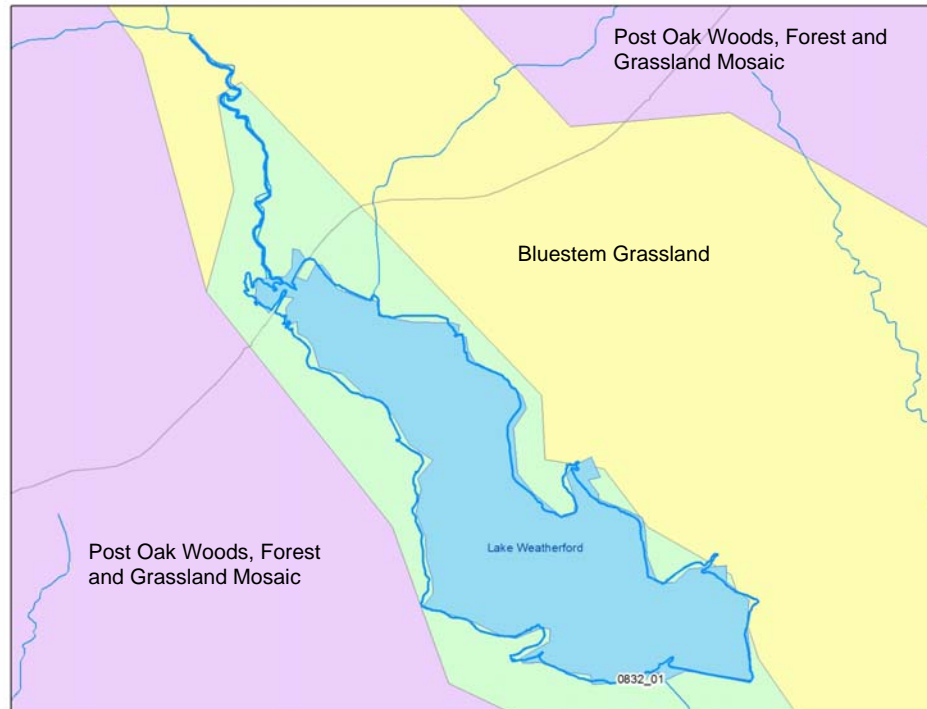 Post Oak Woods, Forest and
Grassland Mosaic
Bluestem Grassland
Lake Weatherford
Post Oak Woods, Forest
and Grassland Mosaic
0832_01